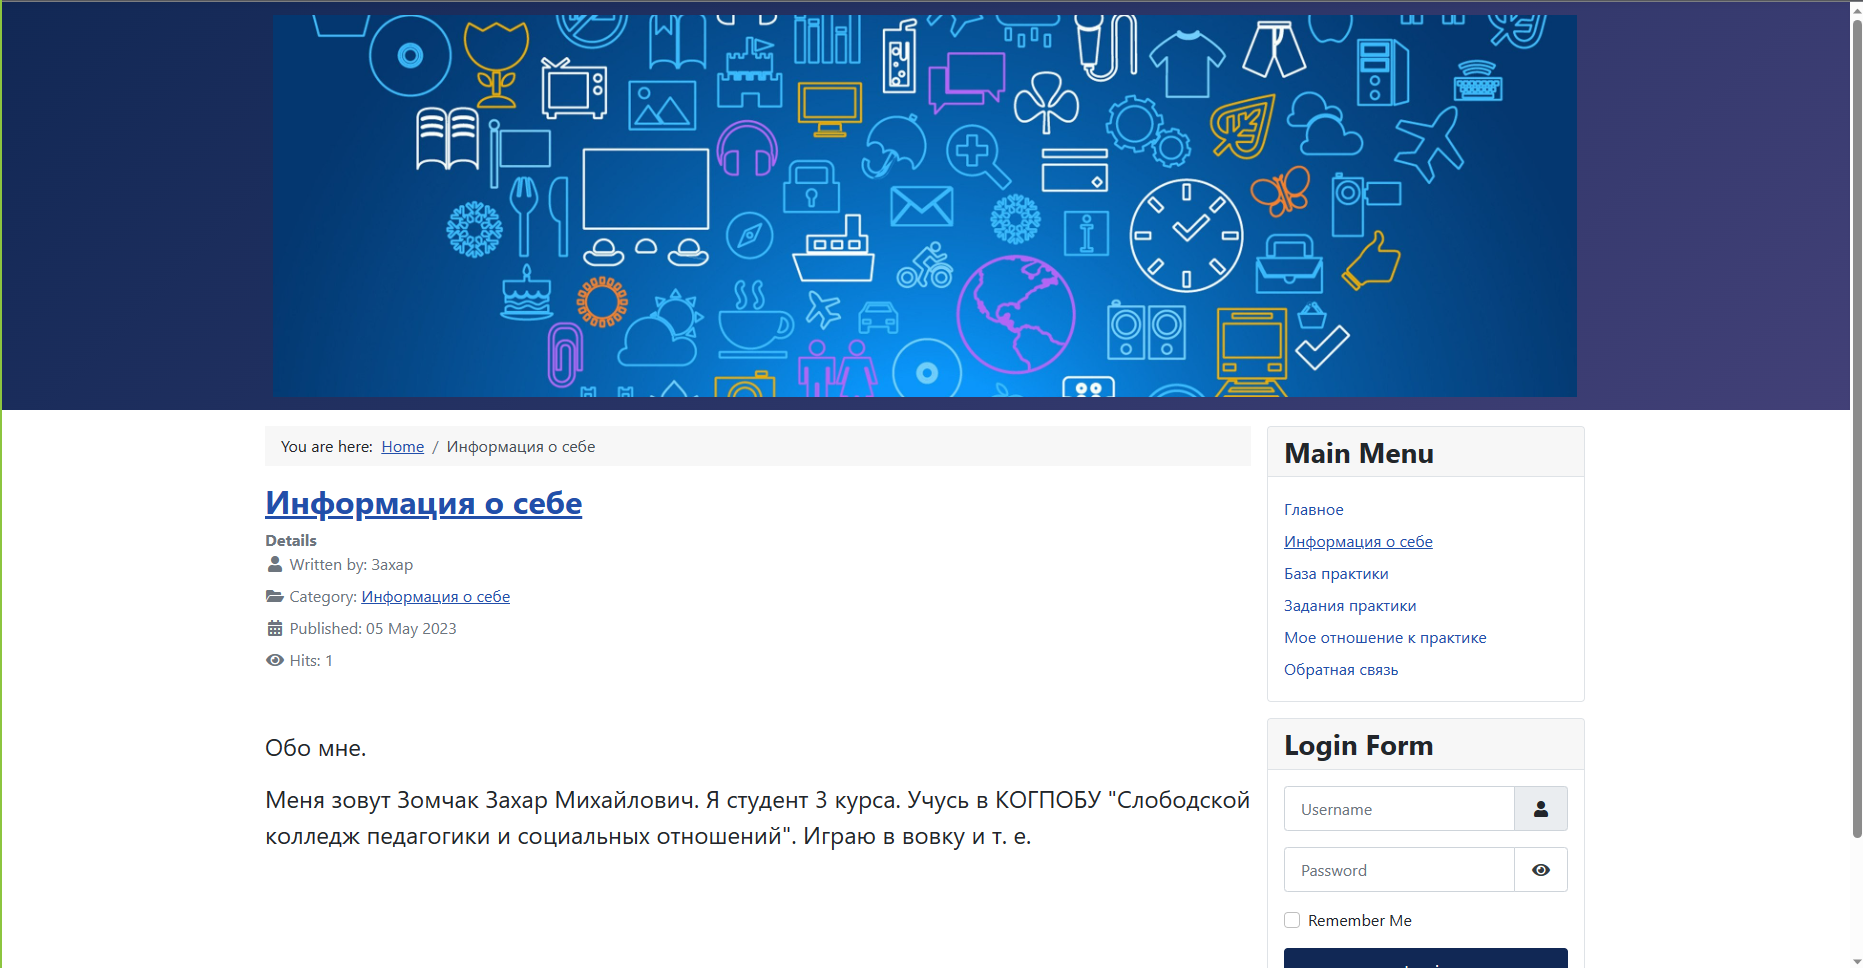 You are here: Home / Информация о себе
Информация о себе
Details
Written by: Захар
Category: Информация о себе
Published: 05 May 2023
Hits: 1
Обо мне.
Меня зовут Зомчак Захар Михайлович. Я студент 3 курса. Учусь в КОГПОБУ "Слободской
колледж педагогики и социальных отношений". Играю в вовку и т. е.
Main Menu
Главное
Информация о себе
База практики
Задания практики
Мое отношение к практике
Обратная связь
Login Form
Username
Password
Remember Me